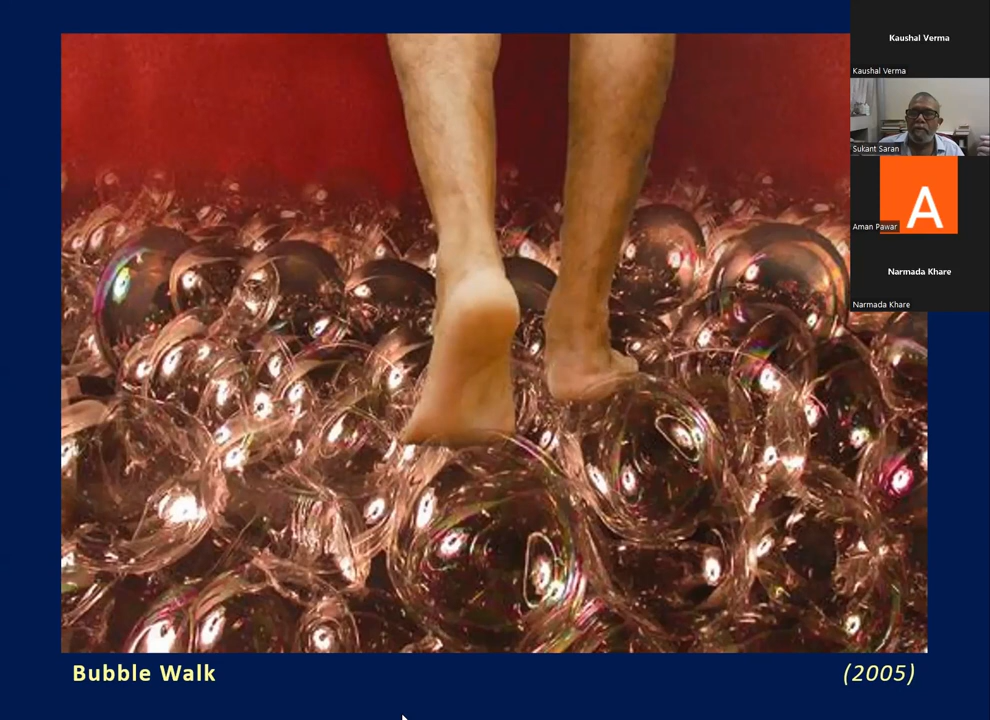 Kaushal Verma
Kaushal Verma
Sukant Saran
A
Aman Pawar
Narmada Khare
Narmada Khare
Bubble Walk
(2005)